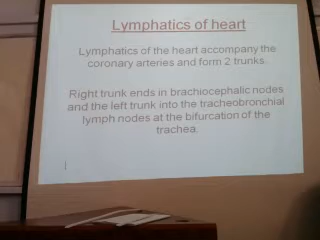 Lymphatics of heart
Lymphatics of the heart accompany the
coronary arteries and form 2 trunks.
Right trunk ends in brachiocephalic nodes
and the left trunk into the tracheobronchial
lymph nodes at the bifurcation of the
trachea.